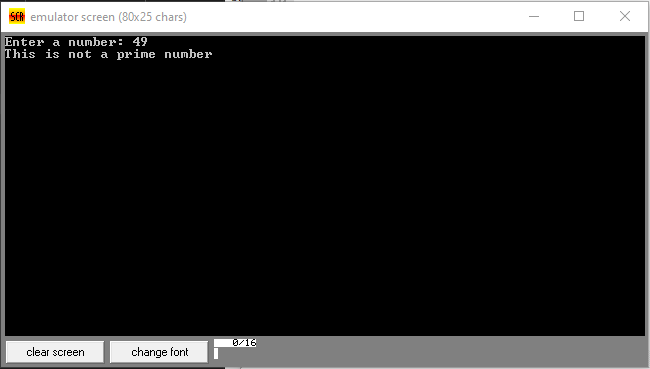 SCR emulator screen (80x25 chars)
Enter a number: 49
This is not a prime number
clear screen
change font
0/16